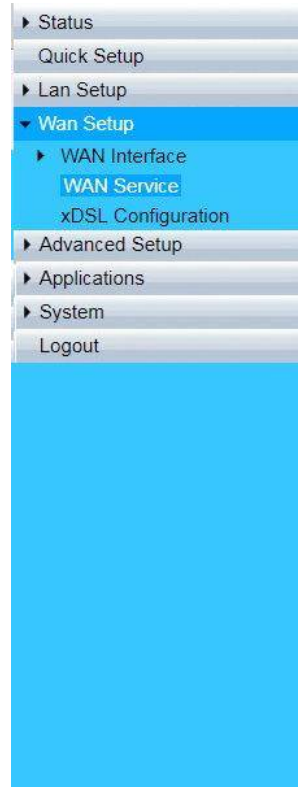 Status
Quick Setup
Lan Setup
Wan Setup
WAN Interface
WAN Service
xDSL Configuration
Advanced Setup
Applications
System
Logout